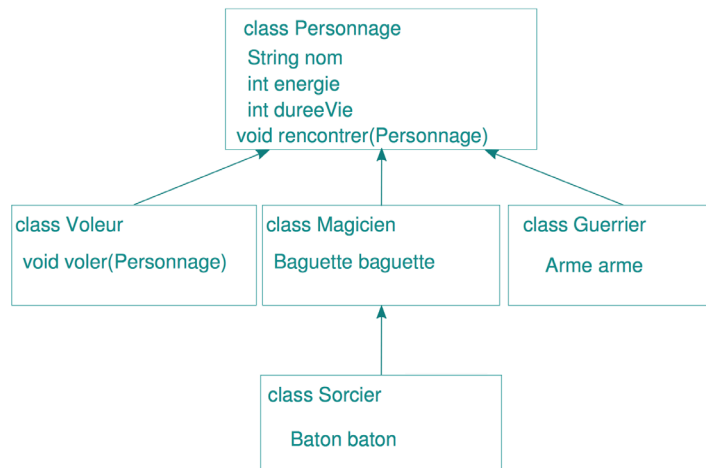 class Personnage
String nom
int energie
int dureeVie
void rencontrer(Personnage)
class Voleur
void voler(Personnage)
class Magicien
Baguette baguette
class Guerrier
Arme arme
class Sorcier
Baton baton